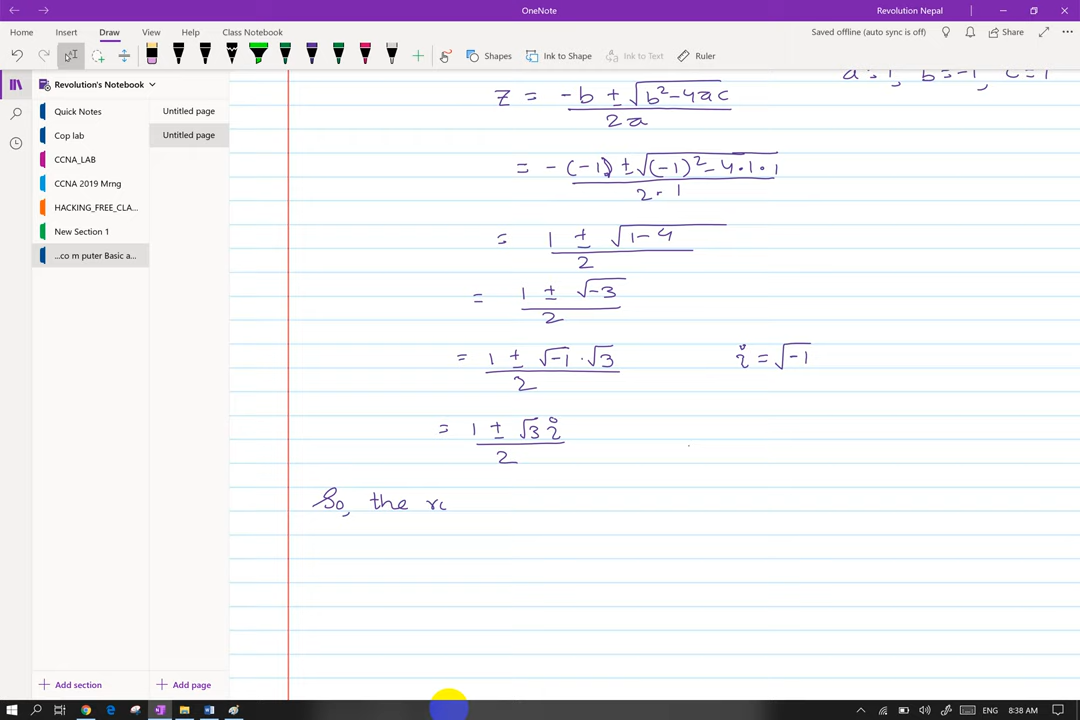 OneNote
Revolution Nepal
Home Insert Draw View Help Class Notebook
Saved offline (auto sync is off)
Share
Shapes Ink to Shape Ink to Text Ruler
Revolution's Notebook
Quick Notes
Cop lab
CCNA_LAB
CCNA 2019 Mrng
HACKING_FREE_CLA...
New Section 1
...co m puter Basic a...
Untitled page
Untitled page
a = 1, b = -1, c = 1
z = -b ± √b² - 4ac
2a
= -(-1) ± √(-1)² - 4·1·1
2·1
= 1 ± √1-4
2
= 1 ± √-3
2
= 1 ± √-1 · √3
2
i = √-1
= 1 ± √3 i
2
So, the ro
Add section
Add page
ENG
8:38 AM